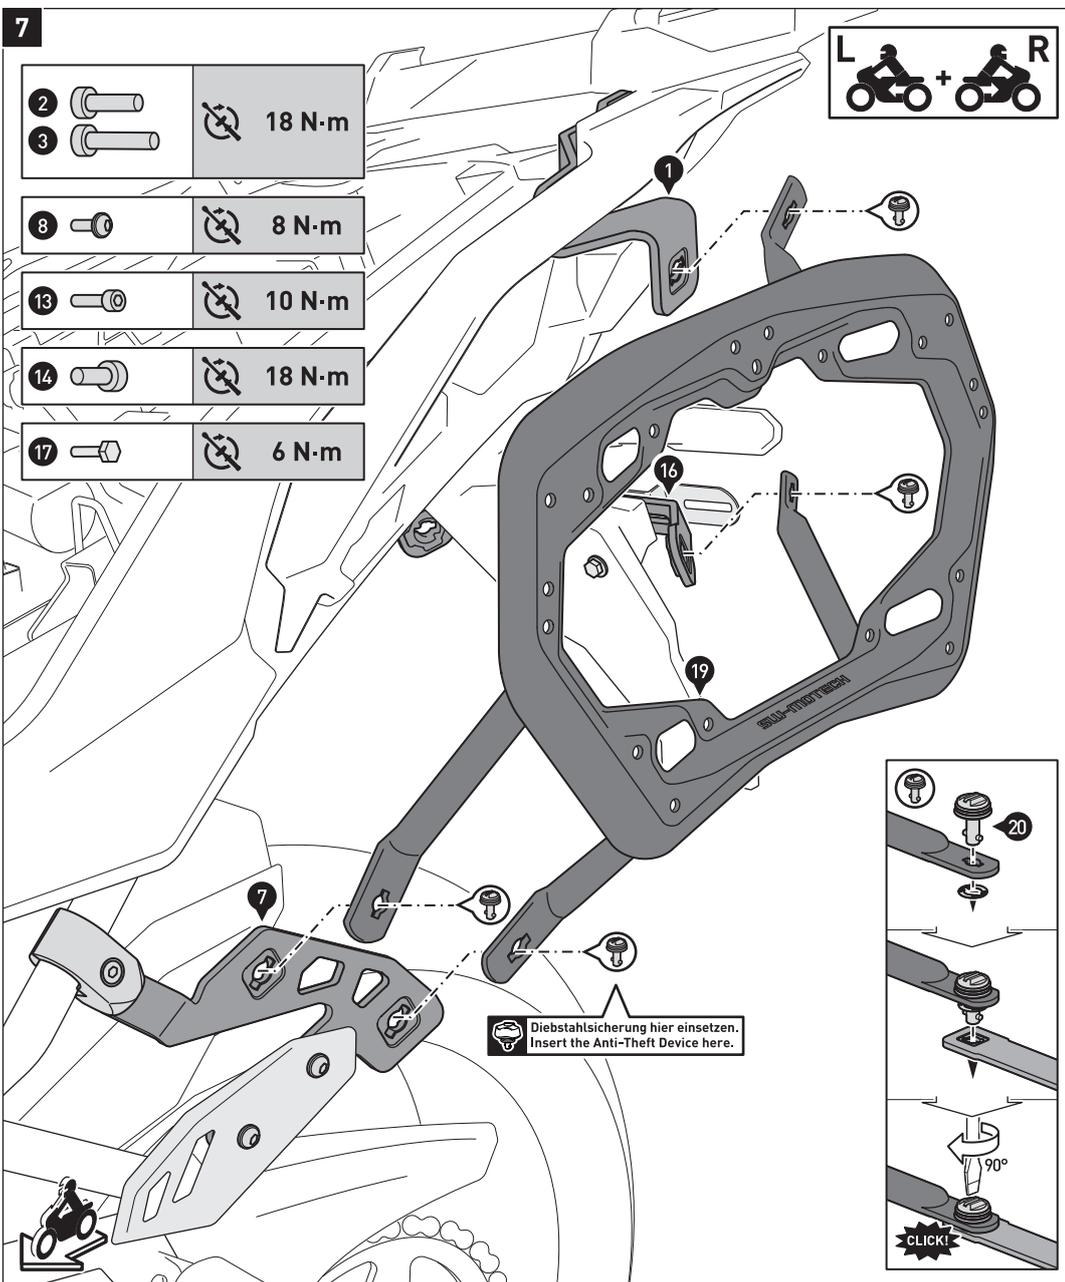 7
L + R
2
3
18 N·m
8
8 N·m
13
10 N·m
14
18 N·m
17
6 N·m
1
16
19
SW-MOTECH
7
20
90°
CLICK!
Diebstahlsicherung hier einsetzen.
Insert the Anti-Theft Device here.